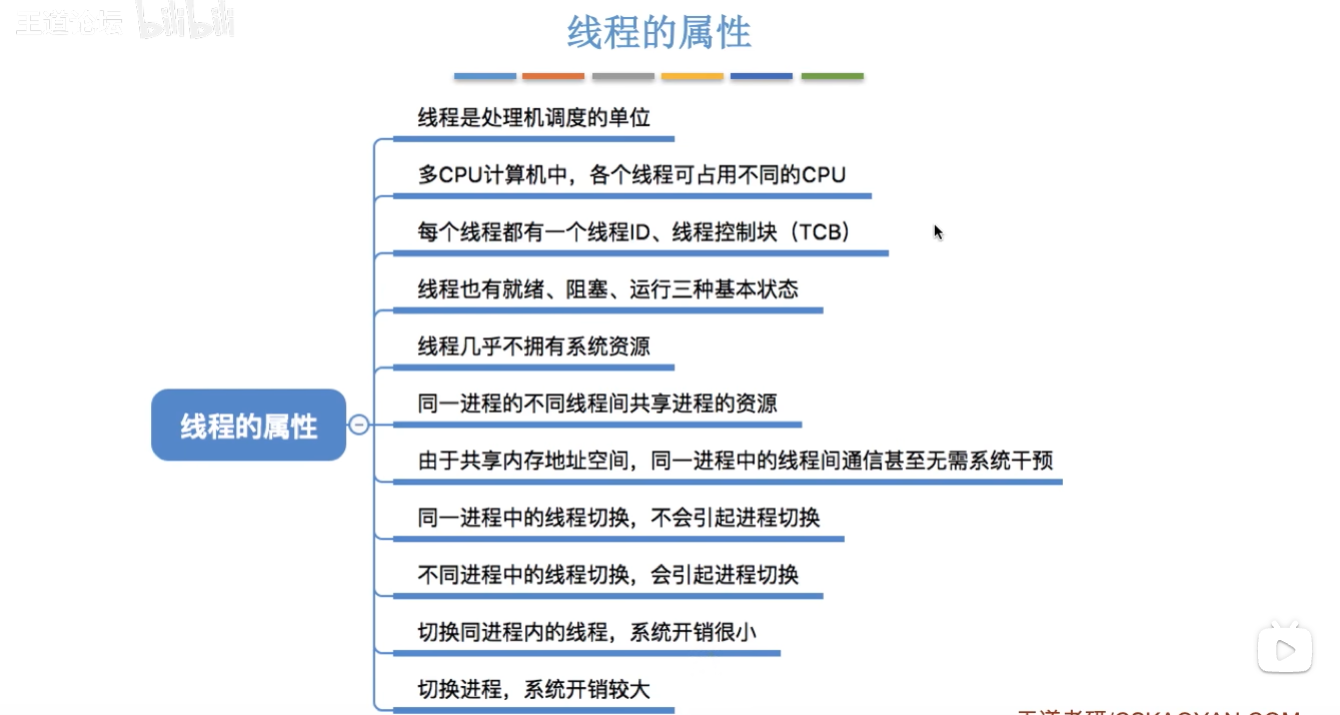 王道论坛 bilibili
线程的属性
线程是处理机调度的单位
多CPU计算机中，各个线程可占用不同的CPU
每个线程都有一个线程ID、线程控制块（TCB）
线程也有就绪、阻塞、运行三种基本状态
线程几乎不拥有系统资源
同一进程的不同线程间共享进程的资源
线程的属性
由于共享内存地址空间，同一进程中的线程间通信甚至无需系统干预
同一进程中的线程切换，不会引起进程切换
不同进程中的线程切换，会引起进程切换
切换同进程内的线程，系统开销很小
切换进程，系统开销较大